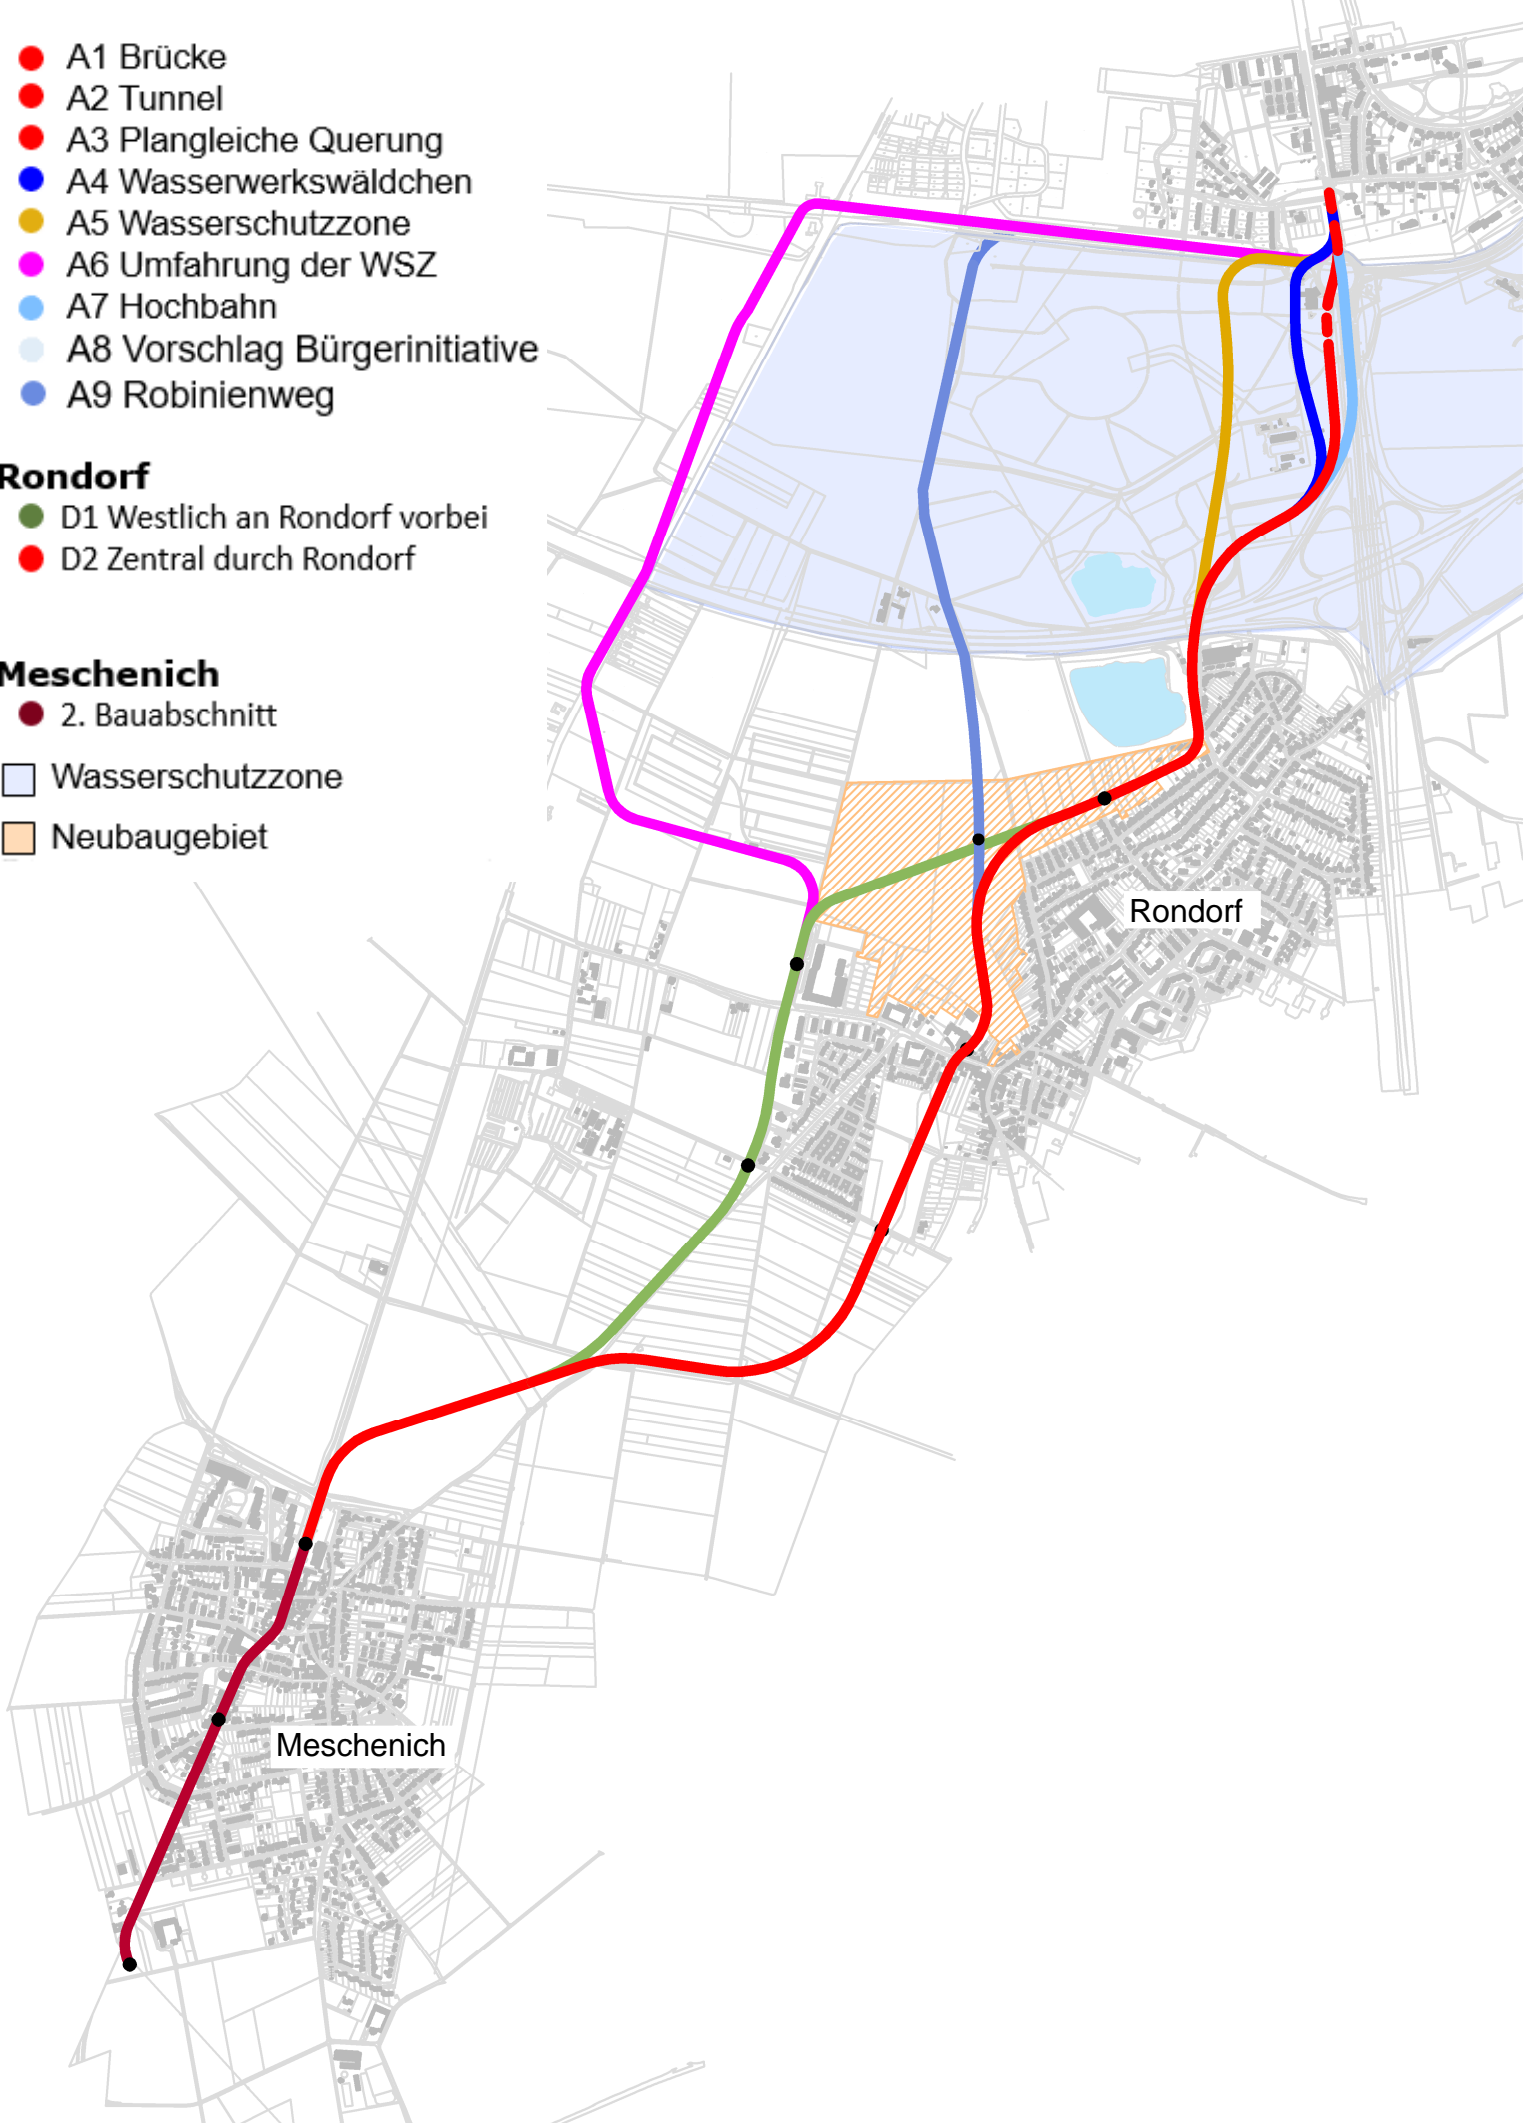 A1 Brücke
A2 Tunnel
A3 Plangleiche Querung
A4 Wasserwerkswäldchen
A5 Wasserschutzzone
A6 Umfahrung der WSZ
A7 Hochbahn
A8 Vorschlag Bürgerinitiative
A9 Robinienweg
Rondorf
D1 Westlich an Rondorf vorbei
D2 Zentral durch Rondorf
Meschenich
2. Bauabschnitt
Wasserschutzzone
Neubaugebiet
Rondorf
Meschenich